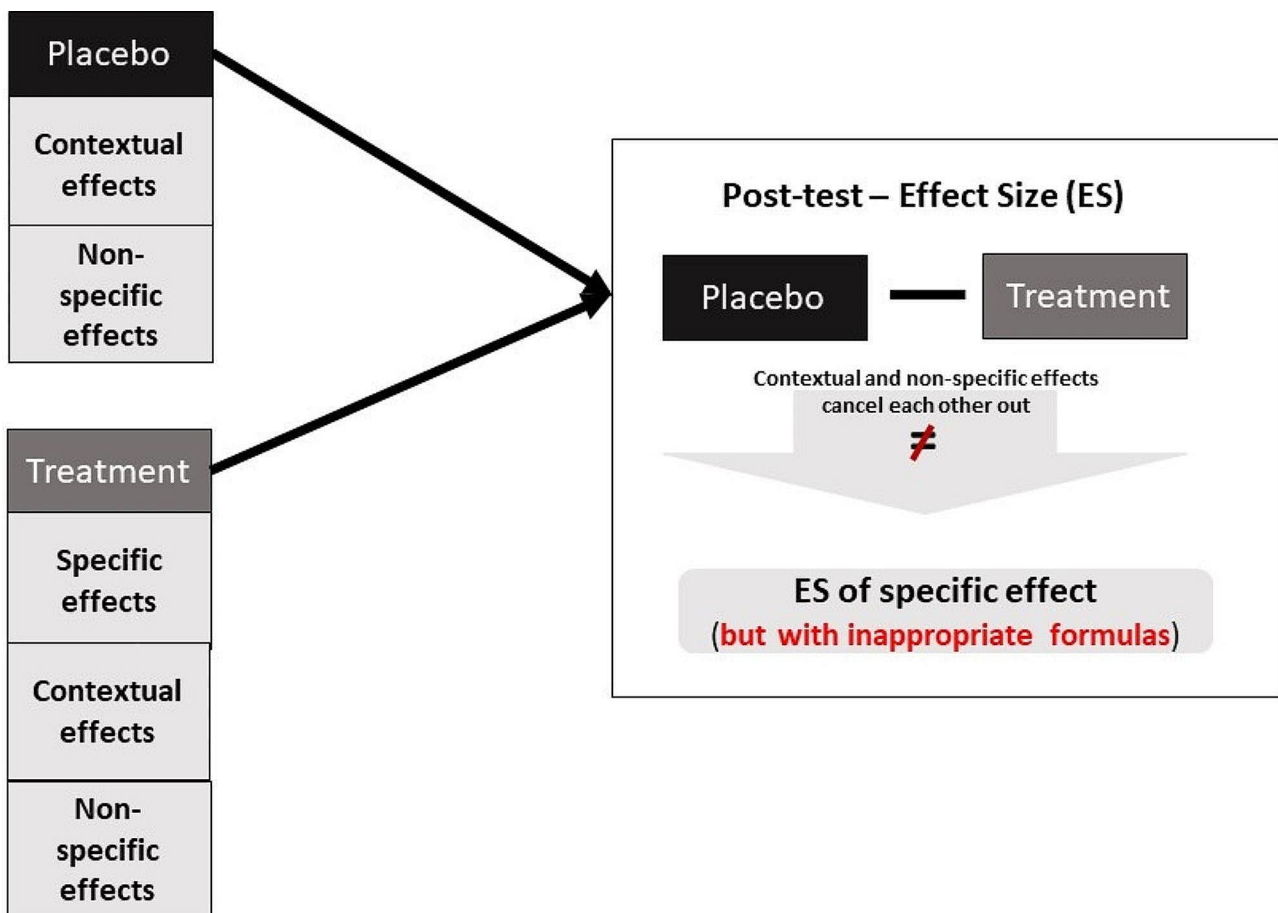 Placebo
Contextual
effects
Non-
specific
effects
Treatment
Specific
effects
Contextual
effects
Non-
specific
effects
Post-test – Effect Size (ES)
Placebo — Treatment
Contextual and non-specific effects
cancel each other out
≠
ES of specific effect
(but with inappropriate formulas)